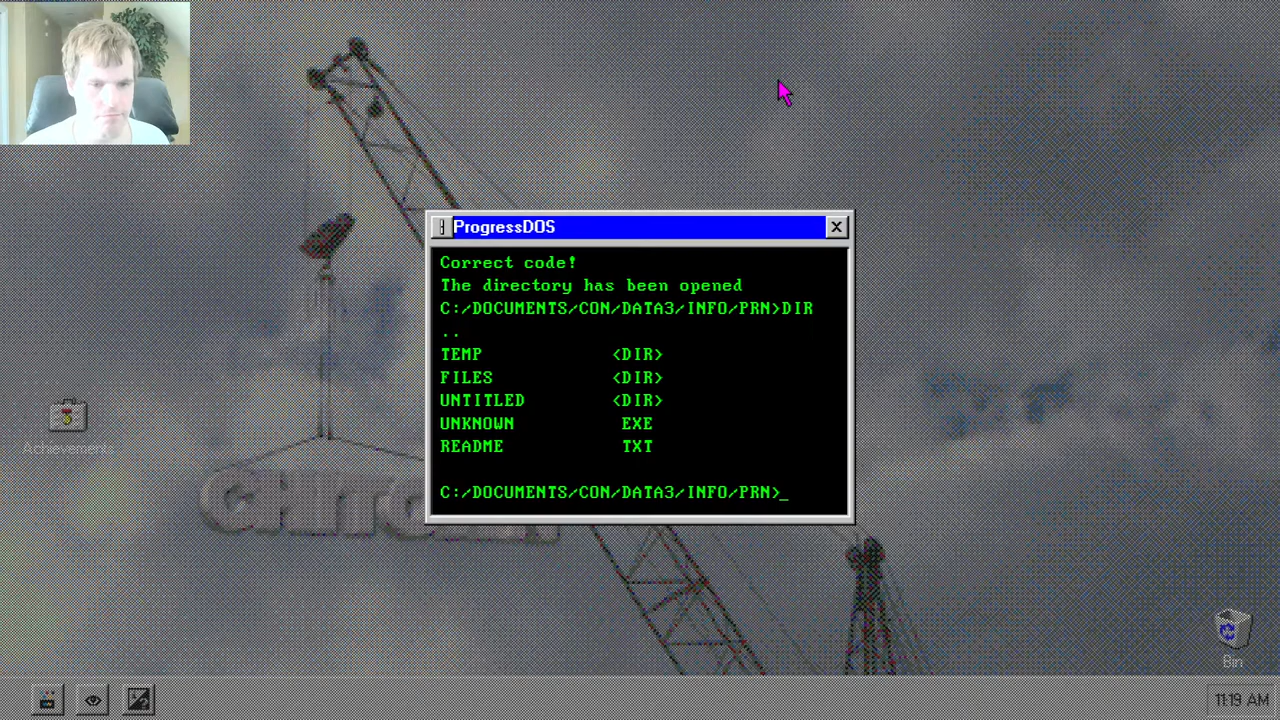 ProgressDOS
Correct code!
The directory has been opened
C:/DOCUMENTS/CON/DATA3/INFO/PRN>DIR
..
TEMP <DIR>
FILES <DIR>
UNTITLED <DIR>
UNKNOWN EXE
README TXT
C:/DOCUMENTS/CON/DATA3/INFO/PRN>_
Achievements
Bin
11:19 AM